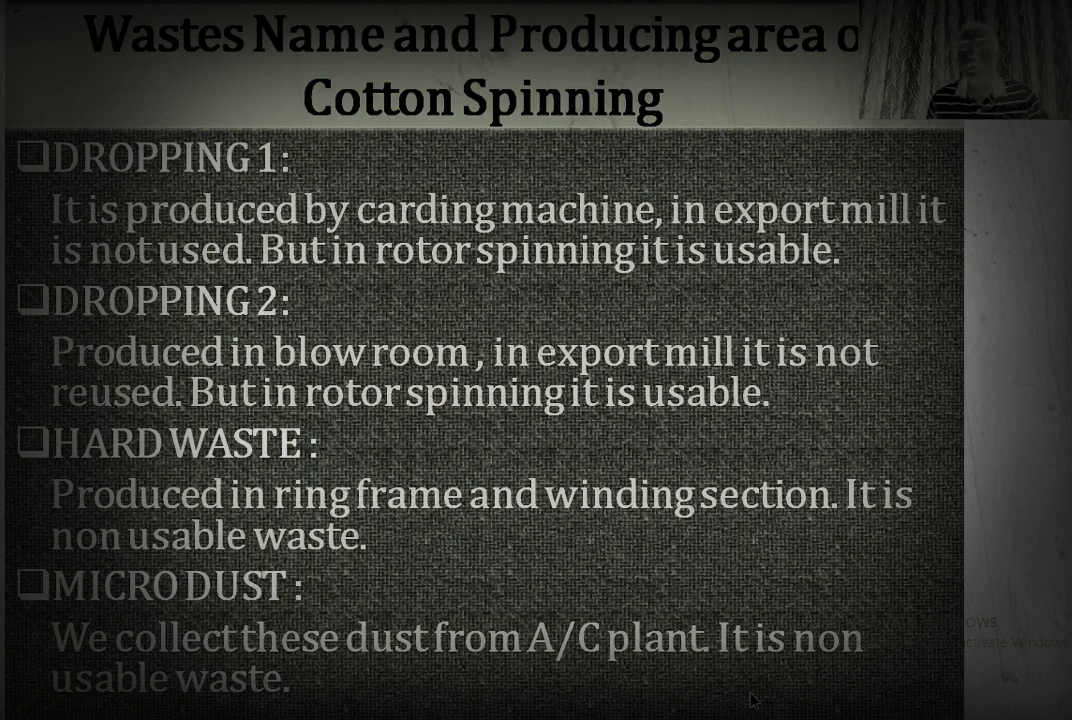 Wastes Name and Producing area o
Cotton Spinning
❑DROPPING 1:
It is produced by carding machine, in export mill it
is not used. But in rotor spinning it is usable.
❑DROPPING 2:
Produced in blow room , in export mill it is not
reused. But in rotor spinning it is usable.
❑HARD WASTE :
Produced in ring frame and winding section. It is
non usable waste.
❑MICRO DUST :
We collect these dust from A/C plant. It is non
usable waste.
ows
ctivate Windows